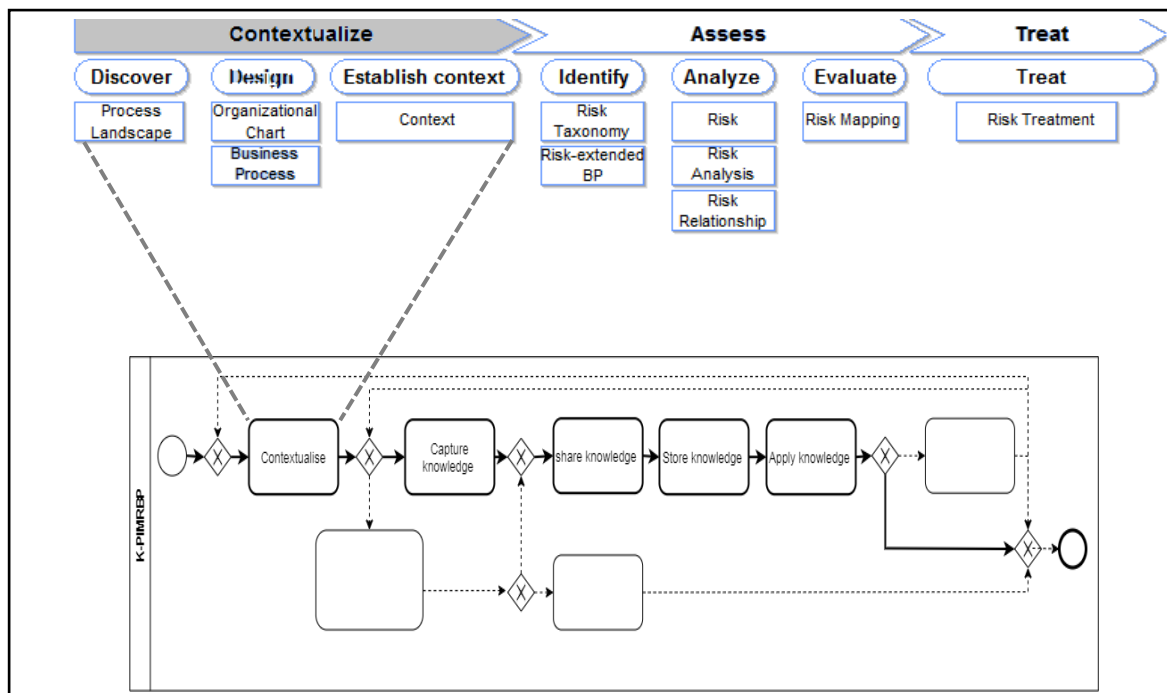 Contextualize
Assess
Treat
Discover
Design
Establish context
Identify
Analyze
Evaluate
Treat
Process
Landscape
Organizational
Chart
Business
Process
Context
Risk
Taxonomy
Risk-extended
BP
Risk
Risk
Analysis
Risk
Relationship
Risk Mapping
Risk Treatment
K-PIMRBP
X
Contextualise
X
Capture
knowledge
X
share knowledge
Store knowledge
Apply knowledge
X
X
X